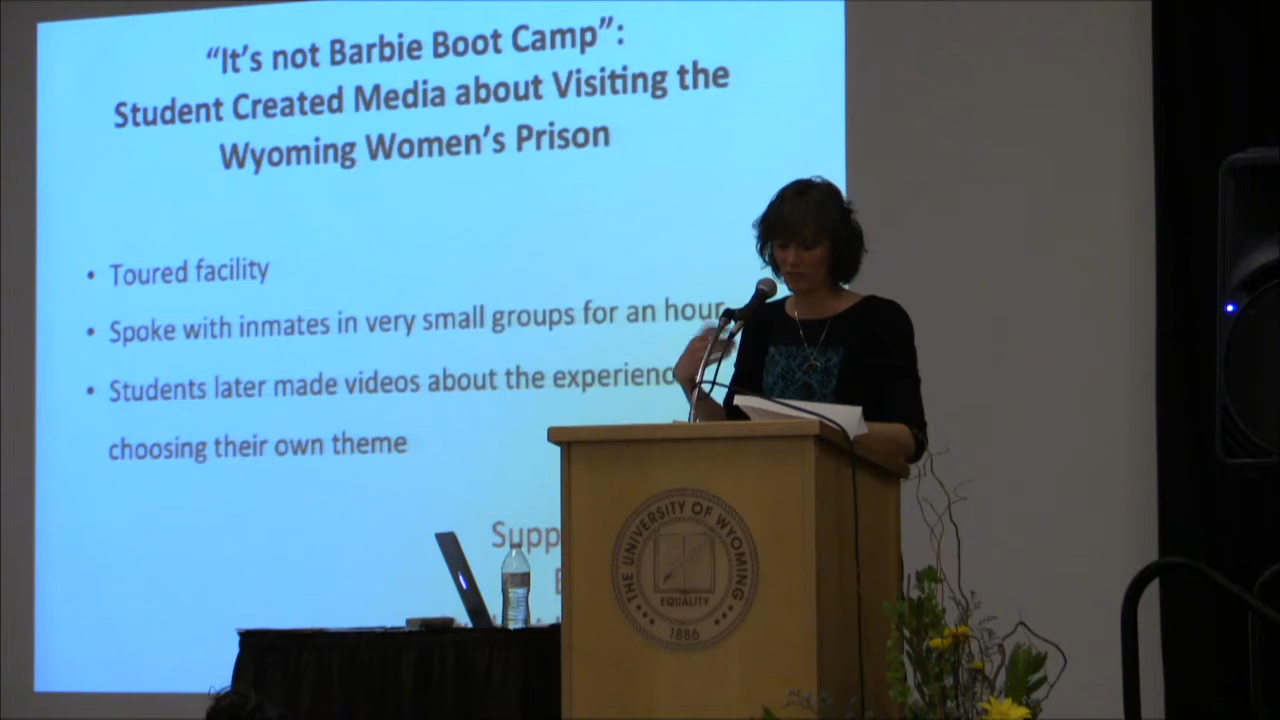 “It’s not Barbie Boot Camp”:
Student Created Media about Visiting the
Wyoming Women’s Prison
• Toured facility
• Spoke with inmates in very small groups for an hour
• Students later made videos about the experienc
choosing their own theme
Supp
THE UNIVERSITY OF WYOMING
EQUALITY
1886